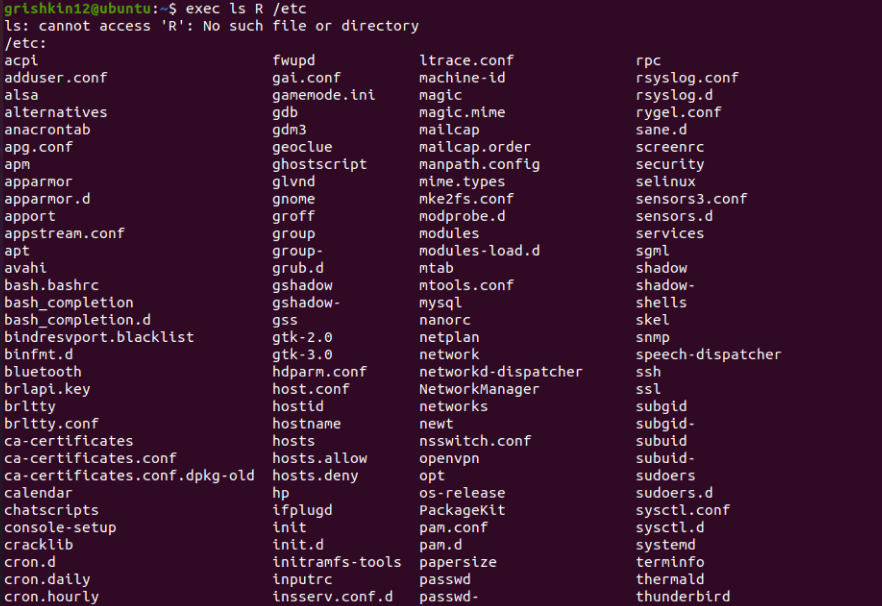 grishkin12@ubuntu:~$ exec ls R /etc
ls: cannot access 'R': No such file or directory
/etc:
acpi fwupd ltrace.conf rpc
adduser.conf gai.conf machine-id rsyslog.conf
alsa gamemode.ini magic rsyslog.d
alternatives gdb magic.mime rygel.conf
anacrontab gdm3 mailcap sane.d
apg.conf geoclue mailcap.order screenrc
apm ghostscript manpath.config security
apparmor glvnd mime.types selinux
apparmor.d gnome mke2fs.conf sensors3.conf
apport groff modprobe.d sensors.d
appstream.conf group modules services
apt group- modules-load.d sgml
avahi grub.d mtab shadow
bash.bashrc gshadow mtools.conf shadow-
bash_completion gshadow- mysql shells
bash_completion.d gss nanorc skel
bindresvport.blacklist gtk-2.0 netplan snmp
binfmt.d gtk-3.0 network speech-dispatcher
bluetooth hdparm.conf networkd-dispatcher ssh
brlapi.key host.conf NetworkManager ssl
brltty hostid networks subgid
brltty.conf hostname newt subgid-
ca-certificates hosts nsswitch.conf subuid
ca-certificates.conf hosts.allow openvpn subuid-
ca-certificates.conf.dpkg-old hosts.deny opt sudoers
calendar hp os-release sudoers.d
chatscripts ifplugd PackageKit sysctl.conf
console-setup init pam.conf sysctl.d
cracklib init.d pam.d systemd
cron.d initramfs-tools papersize terminfo
cron.daily inputrc passwd thermald
cron.hourly insserv.conf.d passwd- thunderbird